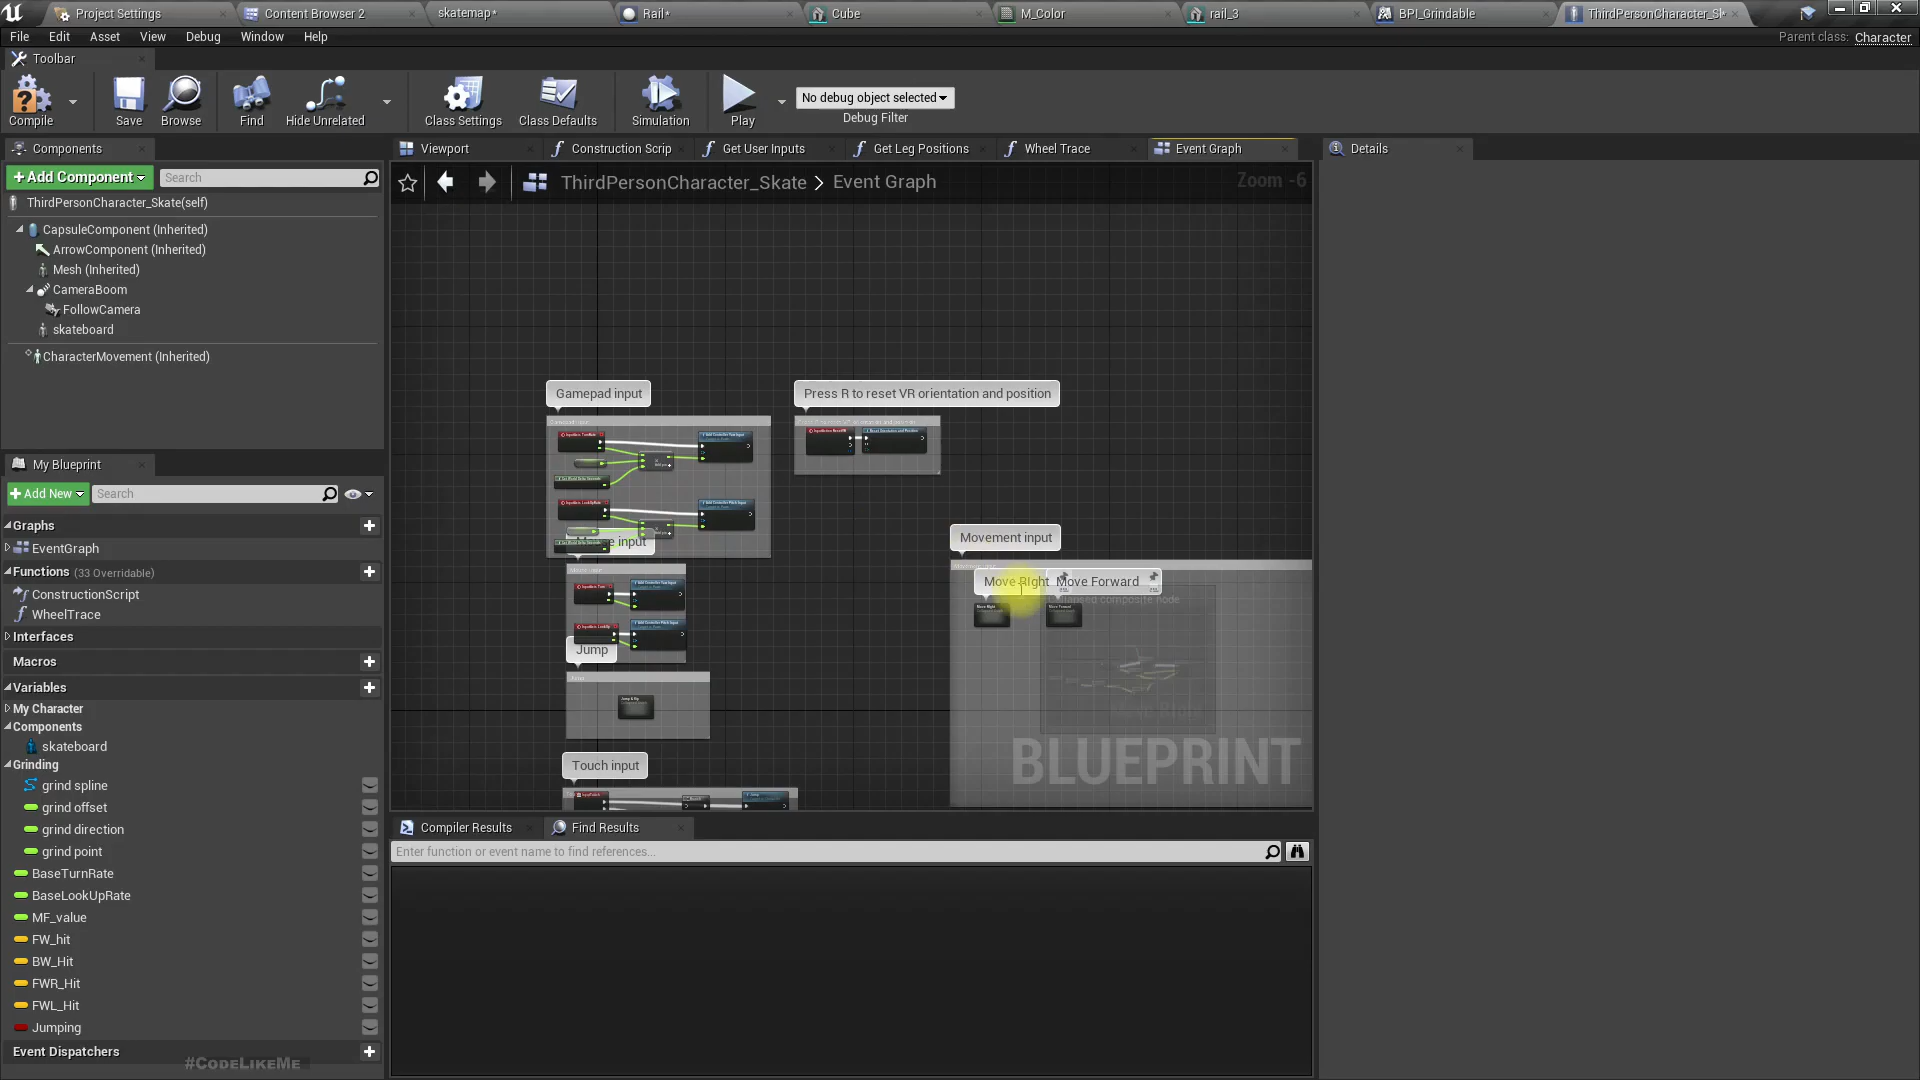 Project Settings
Content Browser 2
skatemap*
Rail*
Cube
M_Color
rail_3
BPI_Grindable
ThirdPersonCharacter_Sk
File
Edit
Asset
View
Debug
Window
Help
Parent class: Character
Toolbar
Compile
Save
Browse
Find
Hide Unrelated
Class Settings
Class Defaults
Simulation
Play
No debug object selected
Debug Filter
Components
Viewport
Construction Scrip
Get User Inputs
Get Leg Positions
Wheel Trace
Event Graph
Details
+Add Component
Search
ThirdPersonCharacter_Skate > Event Graph
Zoom -6
ThirdPersonCharacter_Skate(self)
CapsuleComponent (Inherited)
ArrowComponent (Inherited)
Mesh (Inherited)
CameraBoom
FollowCamera
skateboard
CharacterMovement (Inherited)
Gamepad input
Press R to reset VR orientation and position
Movement input
Move RIght
Move Forward
Collapsed composite node
input
Jump
Touch input
BLUEPRINT
My Blueprint
+Add New
Search
Graphs
EventGraph
Functions (33 Overridable)
ConstructionScript
WheelTrace
Interfaces
Macros
Variables
My Character
Components
skateboard
Grinding
grind spline
grind offset
grind direction
grind point
BaseTurnRate
BaseLookUpRate
MF_value
FW_hit
BW_Hit
FWR_Hit
FWL_Hit
Jumping
Event Dispatchers
#CodeLikeMe
Compiler Results
Find Results
Enter function or event name to find references...